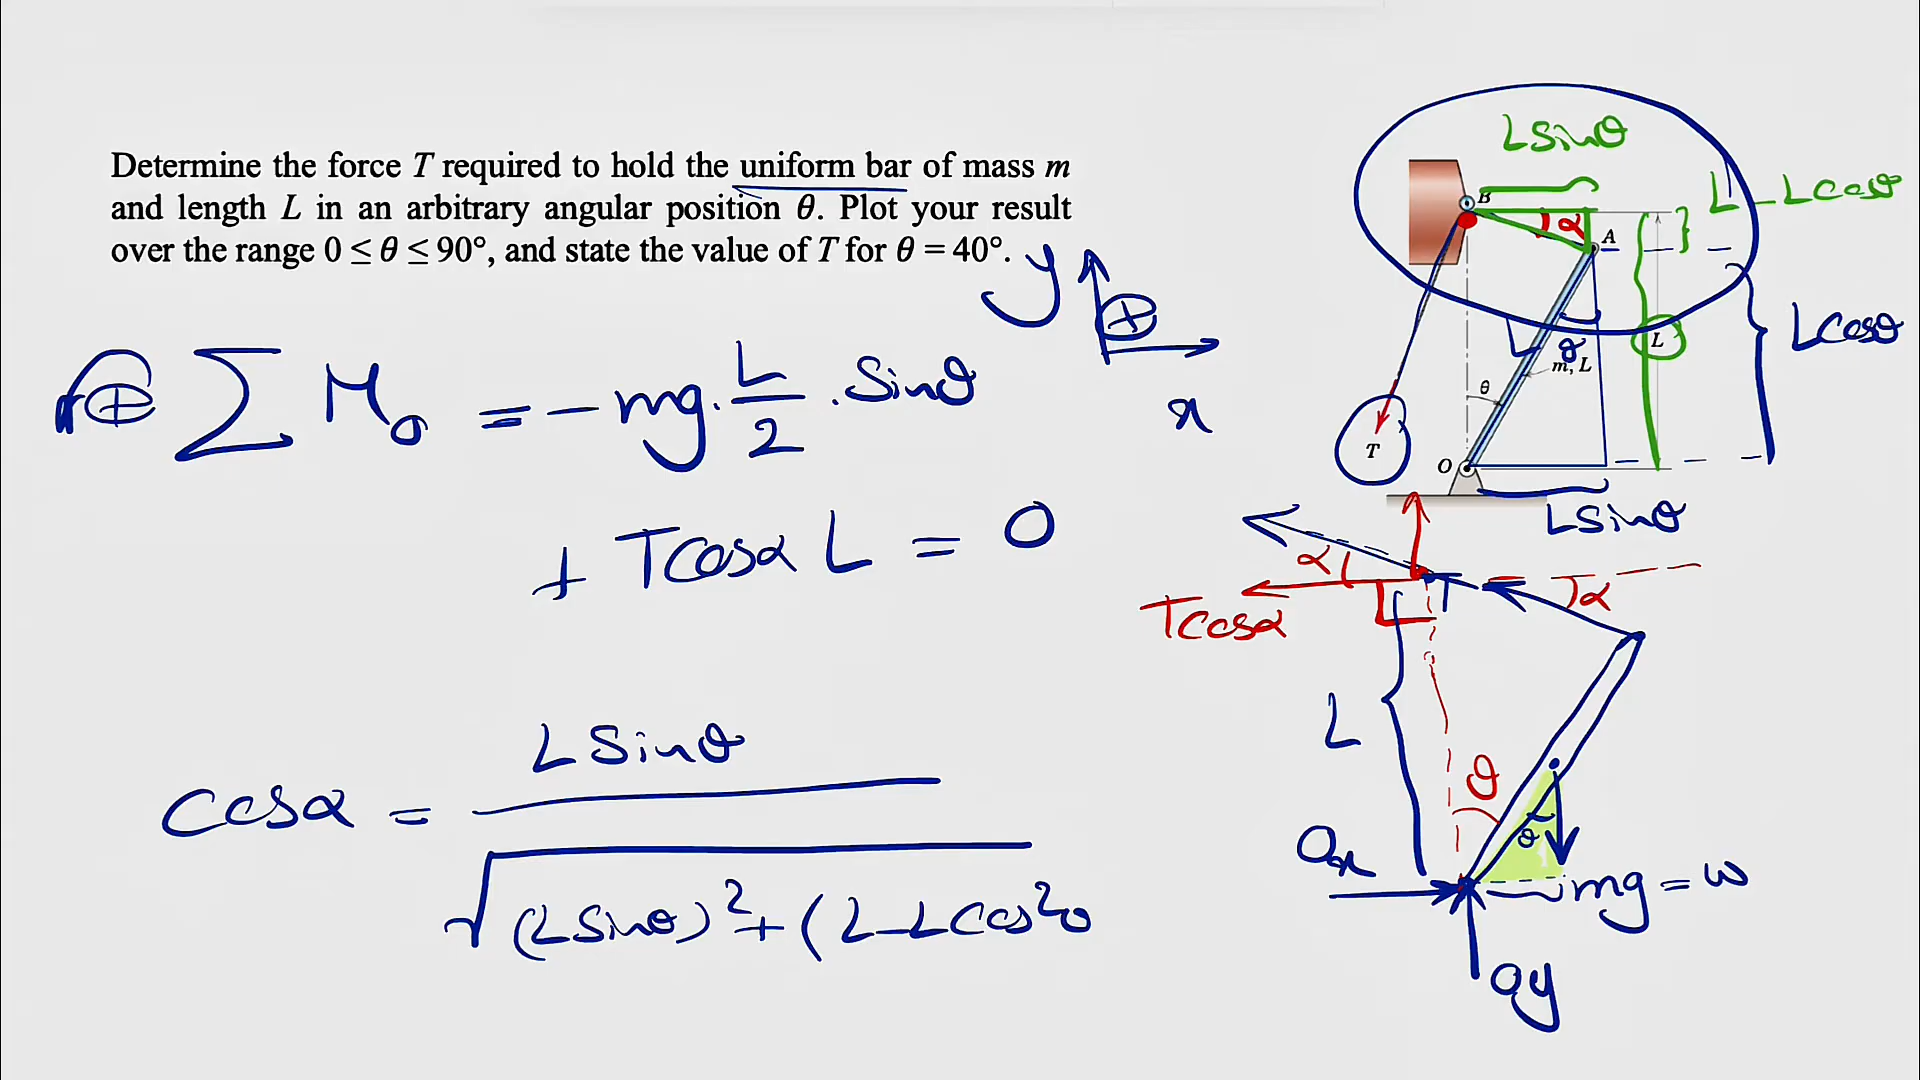 Determine the force T required to hold the uniform bar of mass m
and length L in an arbitrary angular position θ. Plot your result
over the range 0 ≤ θ ≤ 90°, and state the value of T for θ = 40°.
y
⊕
x
⊕ Σ M₀ = − mg · L/2 · Sinθ
+ Tcosα L = 0
cosα = LSinθ / √(LSinθ)² + (L − Lcos²θ
LSinθ
L − Lcosθ
B
α
A
Lcosθ
L
L
θ
m, L
θ
T
O
LSinθ
α
T
α
Tcosα
L
θ
θ
Ox
mg = w
Oy